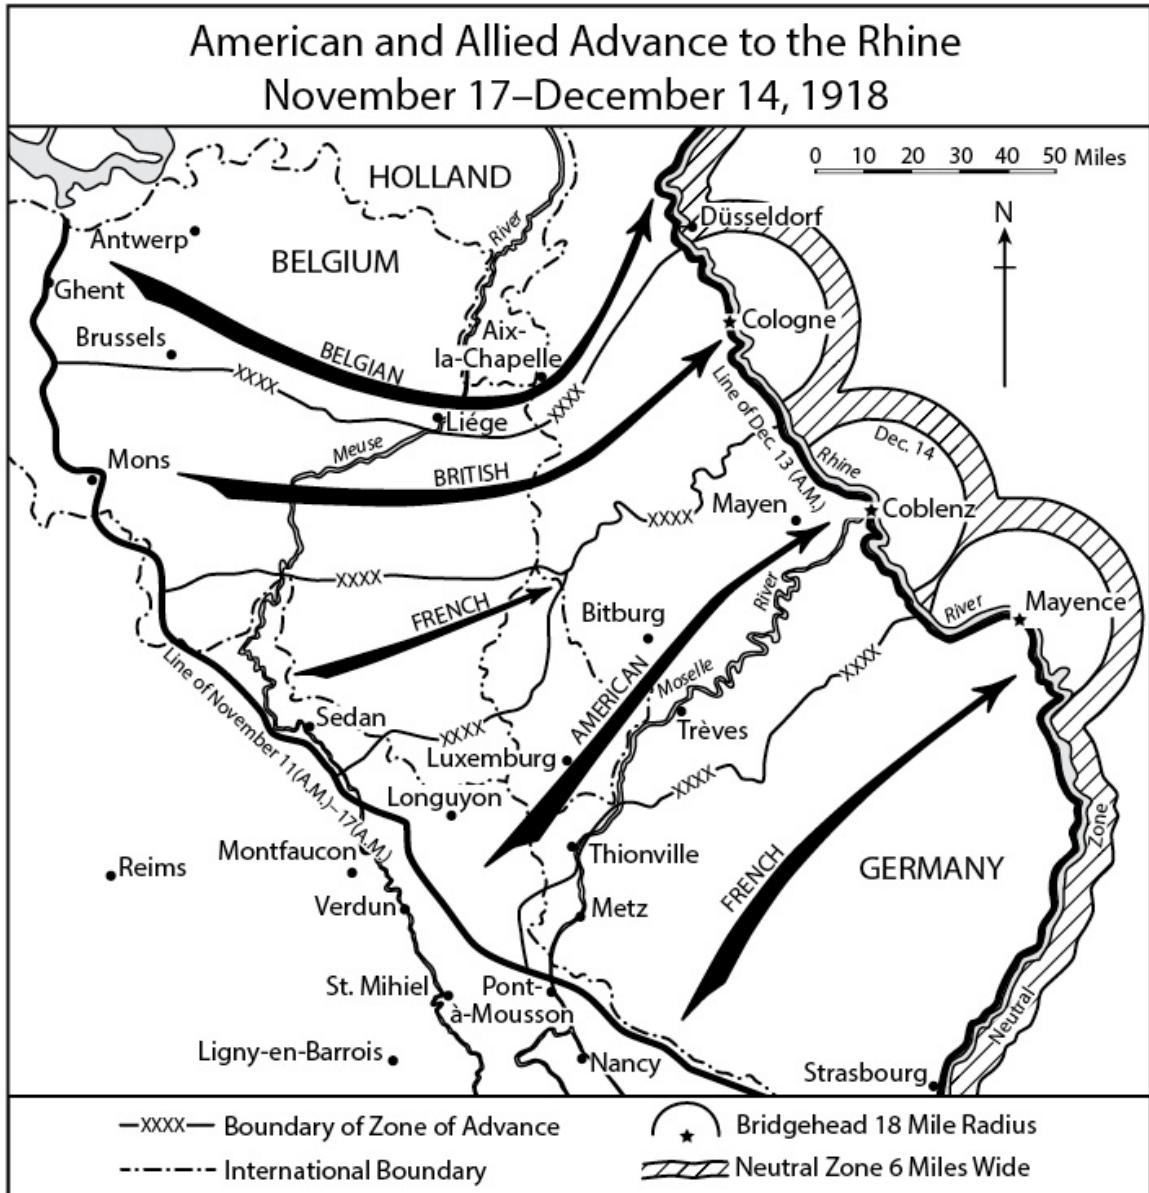 American and Allied Advance to the Rhine
November 17–December 14, 1918
HOLLAND
0 10 20 30 40 50 Miles
N
River
Düsseldorf
Antwerp
BELGIUM
Ghent
Brussels
Aix-
la-Chapelle
Cologne
BELGIAN
XXXX
XXXX
Liége
Line of Dec. 13 (A.M.)
Dec. 14
Meuse
Mons
BRITISH
Rhine
XXXX
Mayen
Coblenz
XXXX
FRENCH
Bitburg
River
River
Mayence
Line of November 11(A.M.)–17(A.M.)
AMERICAN
Moselle
XXXX
Sedan
XXXX
Trèves
Luxemburg
XXXX
Longuyon
Zone
Montfaucon
Thionville
Reims
FRENCH
GERMANY
Verdun
Metz
St. Mihiel
Pont-
à-Mousson
Neutral
Ligny-en-Barrois
Nancy
Strasbourg
XXXX Boundary of Zone of Advance
Bridgehead 18 Mile Radius
International Boundary
Neutral Zone 6 Miles Wide